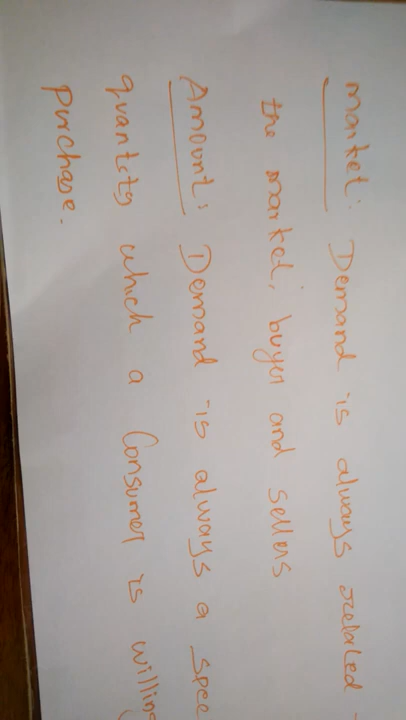 Market: Demand is always related
the market, buyer and sellers
Amount: Demand is always a spec
quantity which a Consumer is willing
purchase.